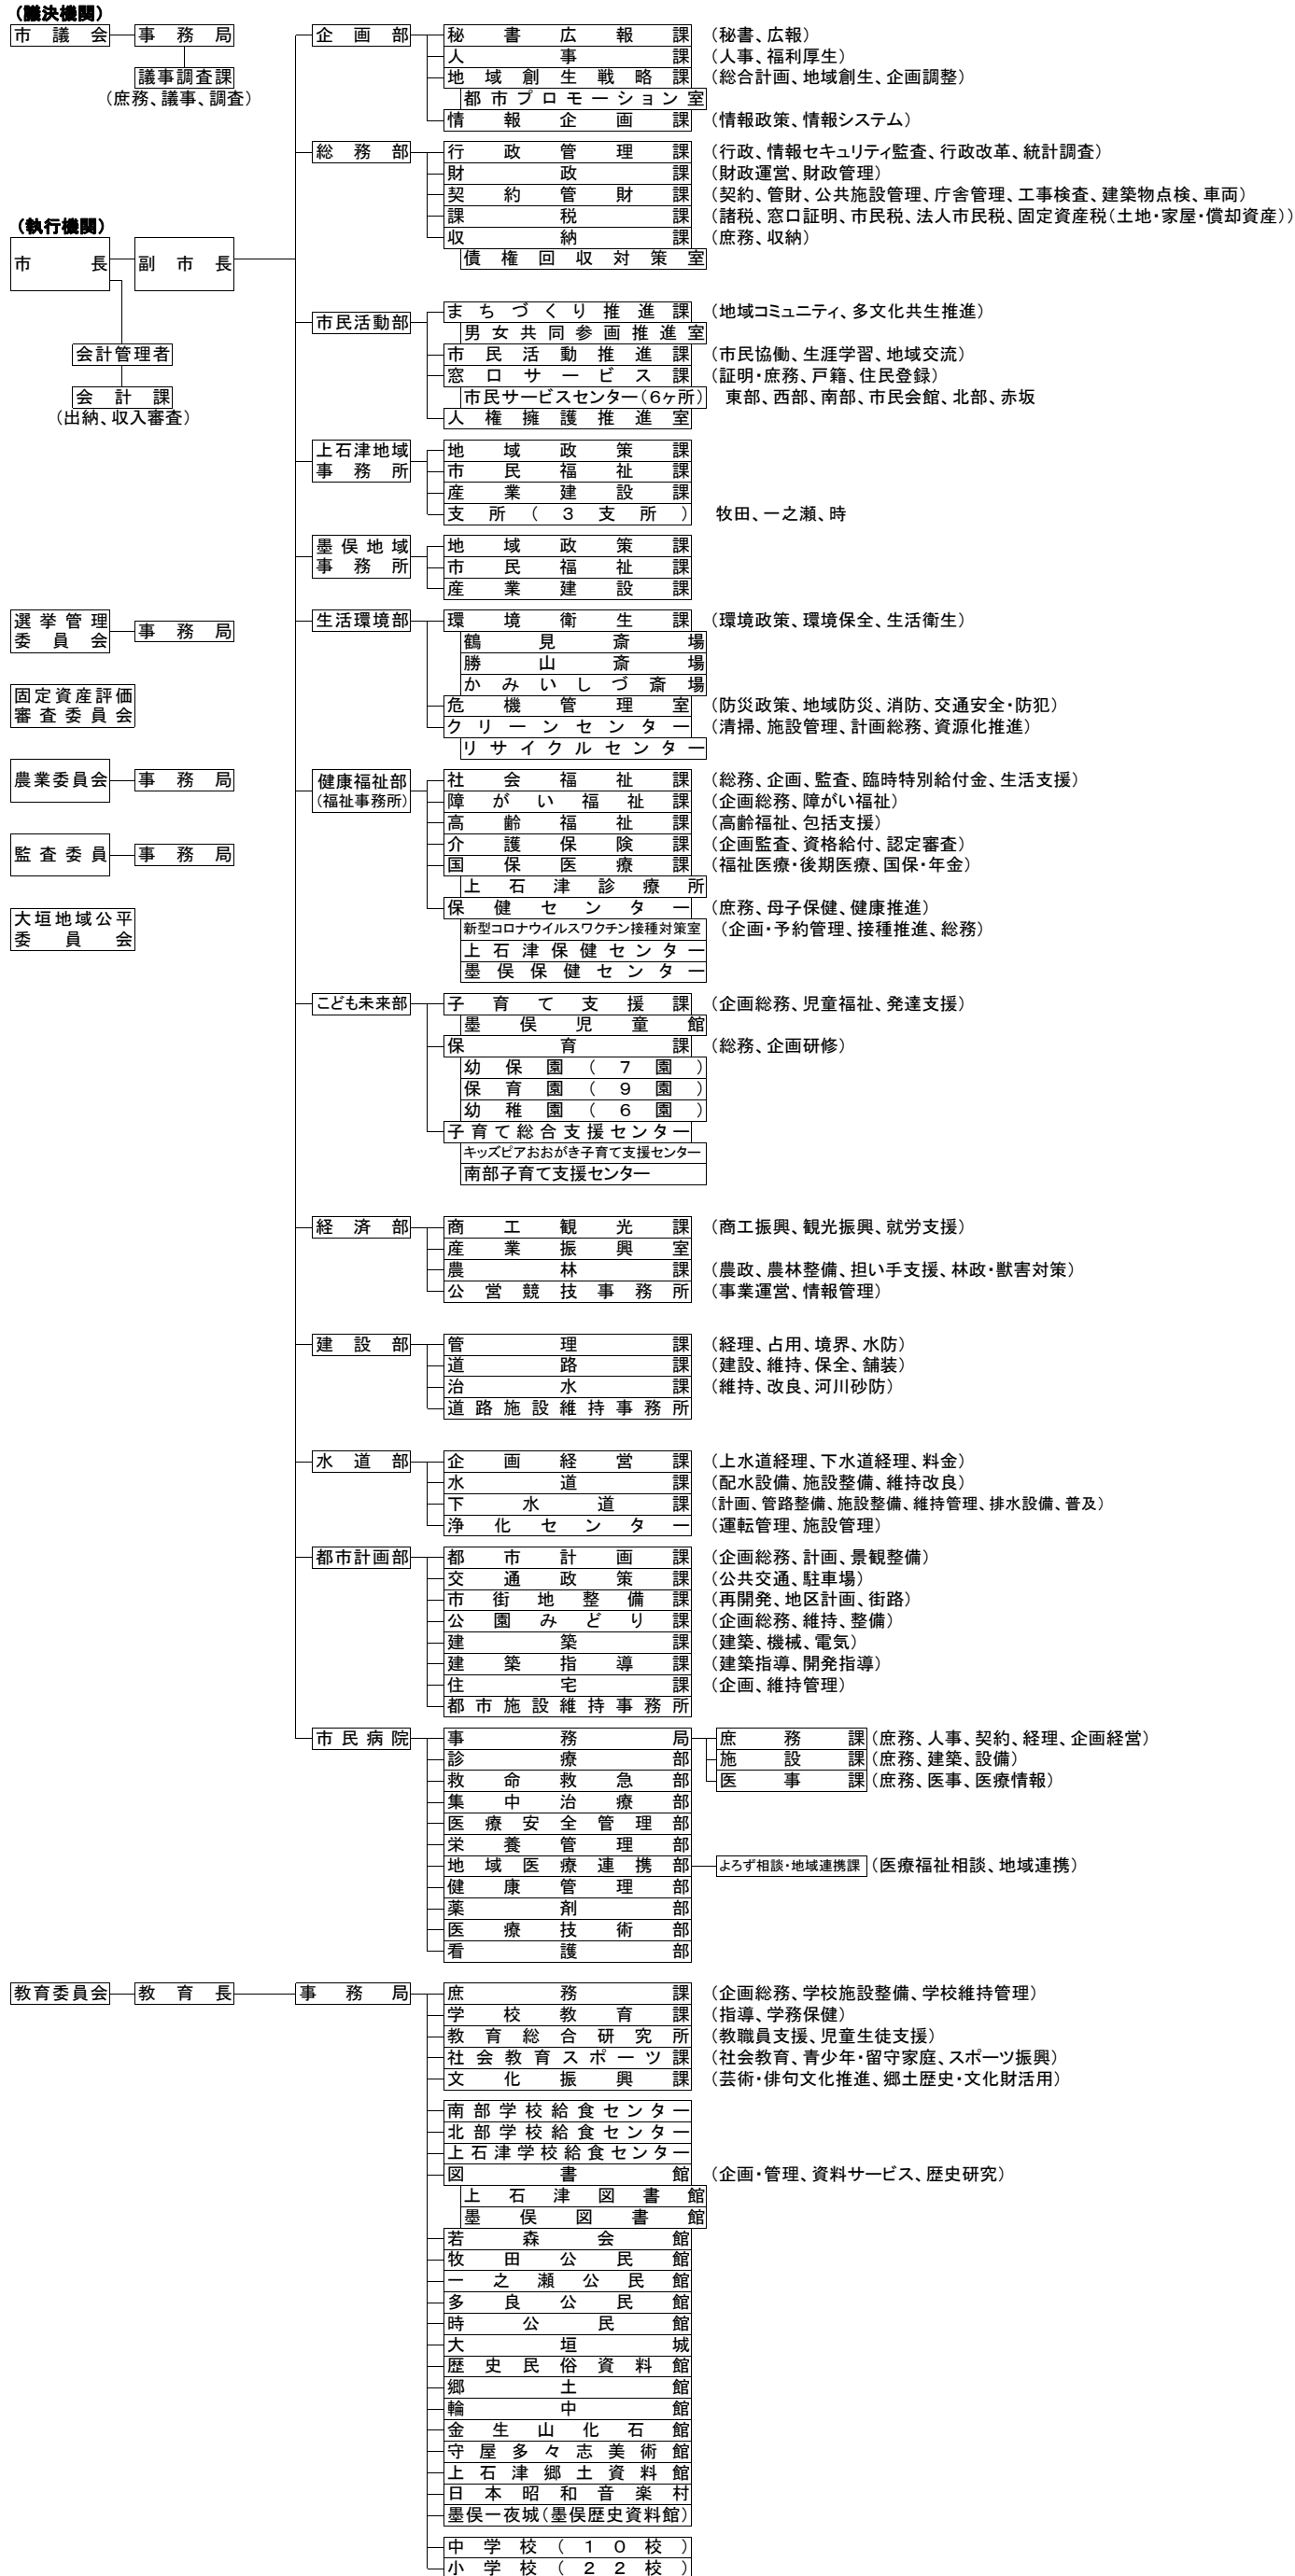 (議決機関)
市議会 事務局
議事調査課
(庶務、議事、調査)
企画部 秘書広報課 (秘書、広報)
人事課 (人事、福利厚生)
地域創生戦略課 (総合計画、地域創生、企画調整)
都市プロモーション室
情報企画課 (情報政策、情報システム)
総務部 行政管理課 (行政、情報セキュリティ監査、行政改革、統計調査)
財政課 (財政運営、財政管理)
契約管財課 (契約、管財、公共施設管理、庁舎管理、工事検査、建築物点検、車両)
課税課 (諸税、窓口証明、市民税、法人市民税、固定資産税(土地・家屋・償却資産))
収納課 (庶務、収納)
債権回収対策室
(執行機関)
市長 副市長
会計管理者
会計課
(出納、収入審査)
市民活動部 まちづくり推進課 (地域コミュニティ、多文化共生推進)
男女共同参画推進室
市民活動推進課 (市民協働、生涯学習、地域交流)
窓口サービス課 (証明・庶務、戸籍、住民登録)
市民サービスセンター(6ヶ所) 東部、西部、南部、市民会館、北部、赤坂
人権擁護推進室
上石津地域事務所 地域政策課
市民福祉課
産業建設課
支所(3支所) 牧田、一之瀬、時
墨俣地域事務所 地域政策課
市民福祉課
産業建設課
選挙管理委員会 事務局
固定資産評価審査委員会
農業委員会 事務局
監査委員 事務局
大垣地域公平委員会
生活環境部 環境衛生課 (環境政策、環境保全、生活衛生)
鶴見斎場
勝山斎場
かみいしづ斎場
危機管理室 (防災政策、地域防災、消防、交通安全・防犯)
クリーンセンター (清掃、施設管理、計画総務、資源化推進)
リサイクルセンター
健康福祉部(福祉事務所) 社会福祉課 (総務、企画、監査、臨時特別給付金、生活支援)
障がい福祉課 (企画総務、障がい福祉)
高齢福祉課 (高齢福祉、包括支援)
介護保険課 (企画監査、資格給付、認定審査)
国保医療課 (福祉医療・後期医療、国保・年金)
上石津診療所
保健センター (庶務、母子保健、健康推進)
新型コロナウイルスワクチン接種対策室 (企画・予約管理、接種推進、総務)
上石津保健センター
墨俣保健センター
こども未来部 子育て支援課 (企画総務、児童福祉、発達支援)
墨俣児童館
保育課 (総務、企画研修)
幼保園(7園)
保育園(9園)
幼稚園(6園)
子育て総合支援センター
キッズピアおおがき子育て支援センター
南部子育て支援センター
経済部 商工観光課 (商工振興、観光振興、就労支援)
産業振興室
農林課 (農政、農林整備、担い手支援、林政・獣害対策)
公営競技事務所 (事業運営、情報管理)
建設部 管理課 (経理、占用、境界、水防)
道路課 (建設、維持、保全、舗装)
治水課 (維持、改良、河川砂防)
道路施設維持事務所
水道部 企画経営課 (上水道経理、下水道経理、料金)
水道課 (配水設備、施設整備、維持改良)
下水道課 (計画、管路整備、施設整備、維持管理、排水設備、普及)
浄化センター (運転管理、施設管理)
都市計画部 都市計画課 (企画総務、計画、景観整備)
交通政策課 (公共交通、駐車場)
市街地整備課 (再開発、地区計画、街路)
公園みどり課 (企画総務、維持、整備)
建築課 (建築、機械、電気)
建築指導課 (建築指導、開発指導)
住宅課 (企画、維持管理)
都市施設維持事務所
市民病院 事務局 庶務課 (庶務、人事、契約、経理、企画経営)
診療部 施設課 (庶務、建築、設備)
救命救急部 医事課 (庶務、医事、医療情報)
集中治療部
医療安全管理部
栄養管理部
地域医療連携部 よろず相談・地域連携課 (医療福祉相談、地域連携)
健康管理部
薬剤部
医療技術部
看護部
教育委員会 教育長 事務局 庶務課 (企画総務、学校施設整備、学校維持管理)
学校教育課 (指導、学務保健)
教育総合研究所 (教職員支援、児童生徒支援)
社会教育スポーツ課 (社会教育、青少年・留守家庭、スポーツ振興)
文化振興課 (芸術・俳句文化推進、郷土歴史・文化財活用)
南部学校給食センター
北部学校給食センター
上石津学校給食センター
図書館 (企画・管理、資料サービス、歴史研究)
上石津図書館
墨俣図書館
若森会館
牧田公民館
一之瀬公民館
多良公民館
時公民館
大垣城
歴史民俗資料館
郷土館
輪中館
金生山化石館
守屋多々志美術館
上石津郷土資料館
日本昭和音楽村
墨俣一夜城(墨俣歴史資料館)
中学校(10校)
小学校(22校)